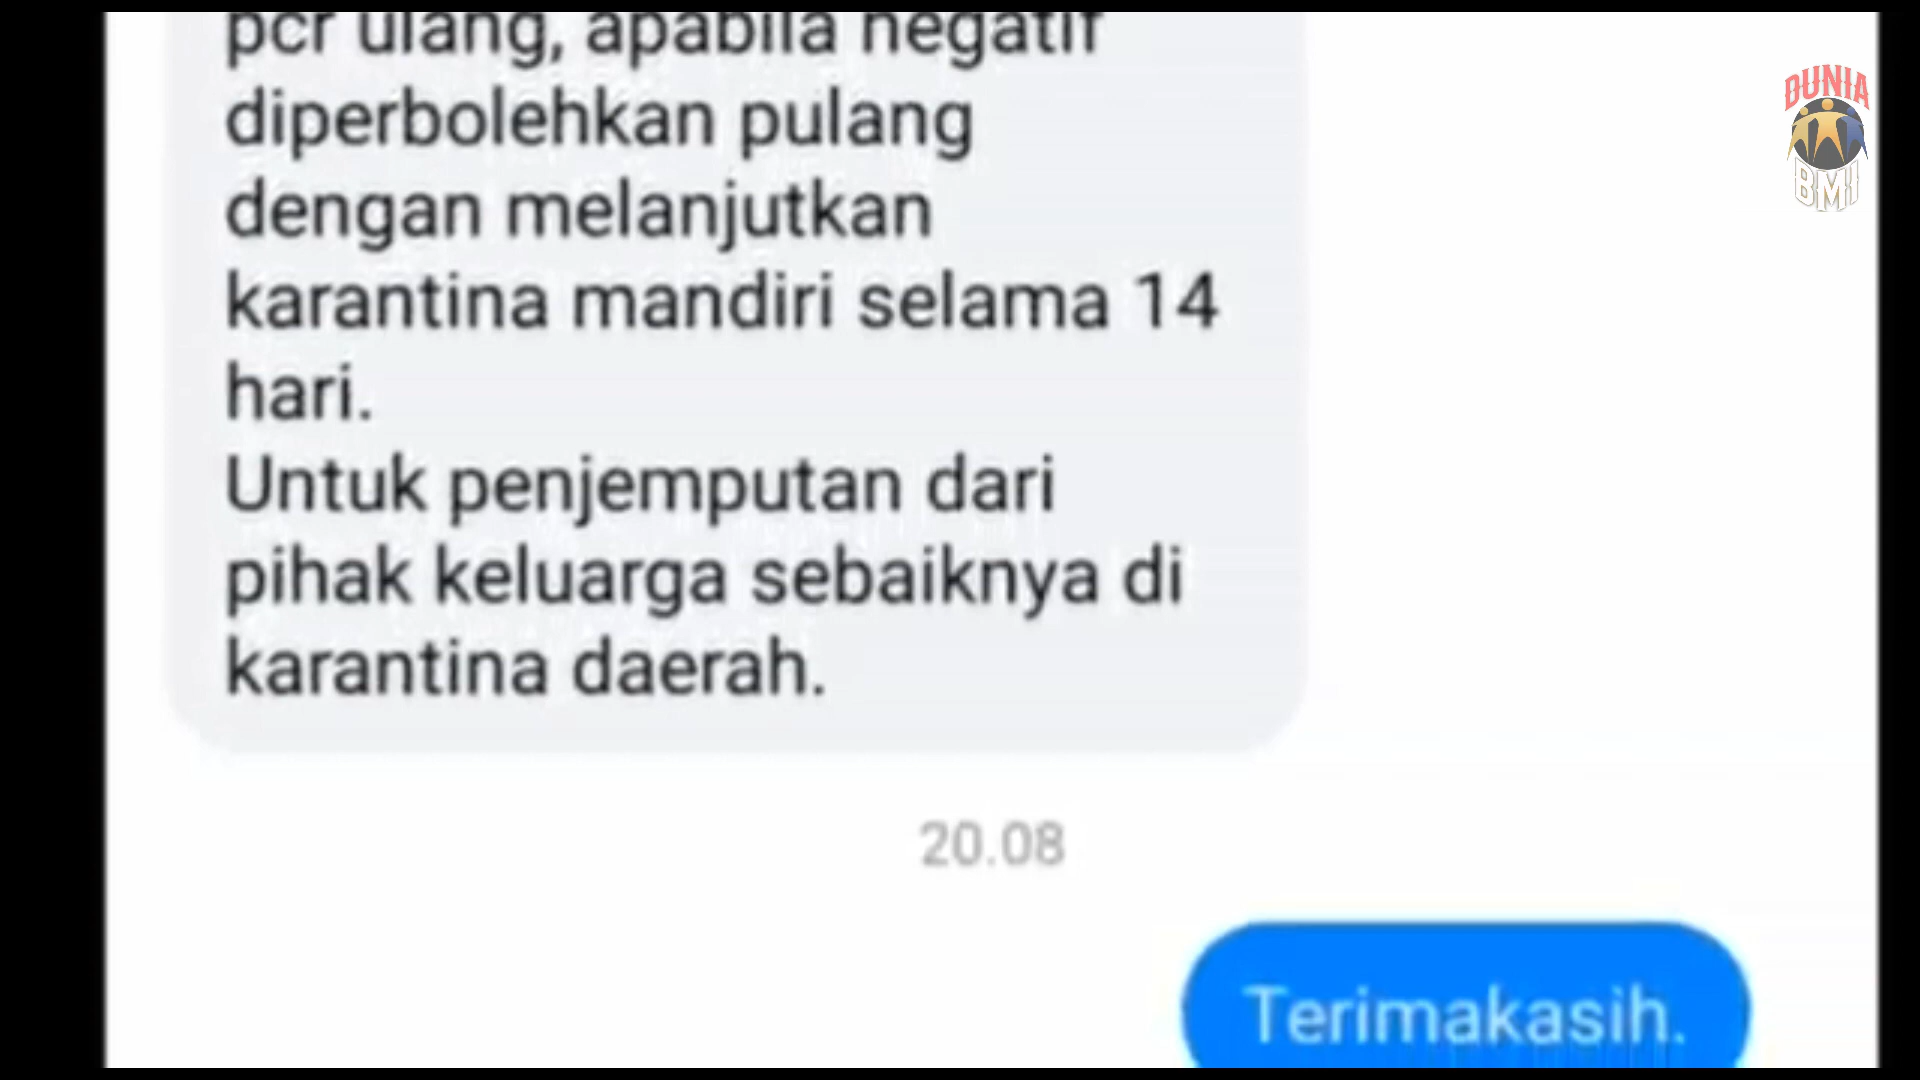 pcr ulang, apabila negatif
diperbolehkan pulang
dengan melanjutkan
karantina mandiri selama 14
hari.
Untuk penjemputan dari
pihak keluarga sebaiknya di
karantina daerah.
20.08
Terimakasih.
DUNIA
BMI